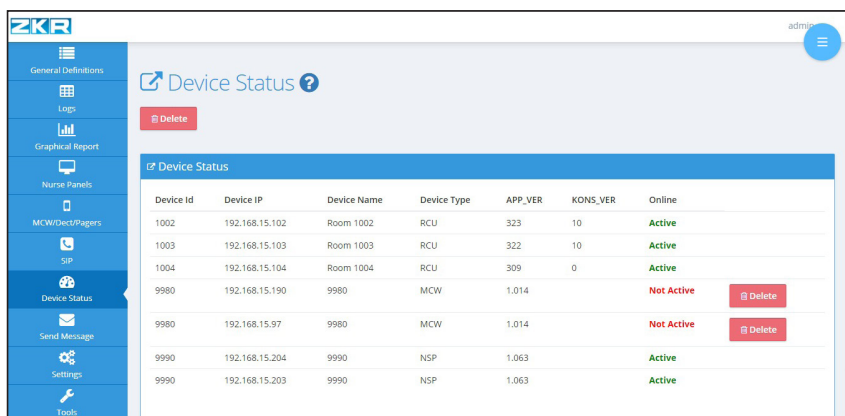 ZKR
admin
General Definitions
Logs
Graphical Report
Nurse Panels
MCW/Dect/Pagers
SIP
Device Status
Send Message
Settings
Tools
Device Status ?
Delete
Device Status
Device Id Device IP Device Name Device Type APP_VER KONS_VER Online
1002 192.168.15.102 Room 1002 RCU 323 10 Active
1003 192.168.15.103 Room 1003 RCU 322 10 Active
1004 192.168.15.104 Room 1004 RCU 309 0 Active
9980 192.168.15.190 9980 MCW 1.014 Not Active Delete
9980 192.168.15.97 9980 MCW 1.014 Not Active Delete
9990 192.168.15.204 9990 NSP 1.063 Active
9990 192.168.15.203 9990 NSP 1.063 Active